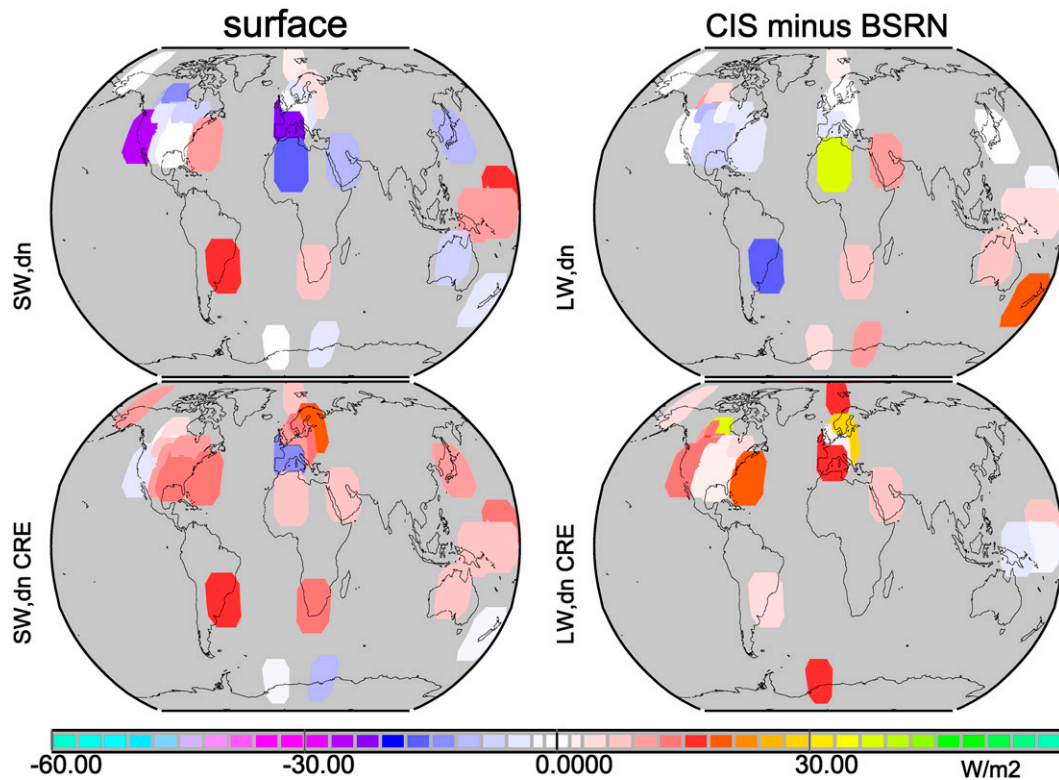 surface
CIS minus BSRN
SW,dn
LW,dn
SW,dn CRE
LW,dn CRE
-60.00 -30.00 0.0000 30.00 W/m2